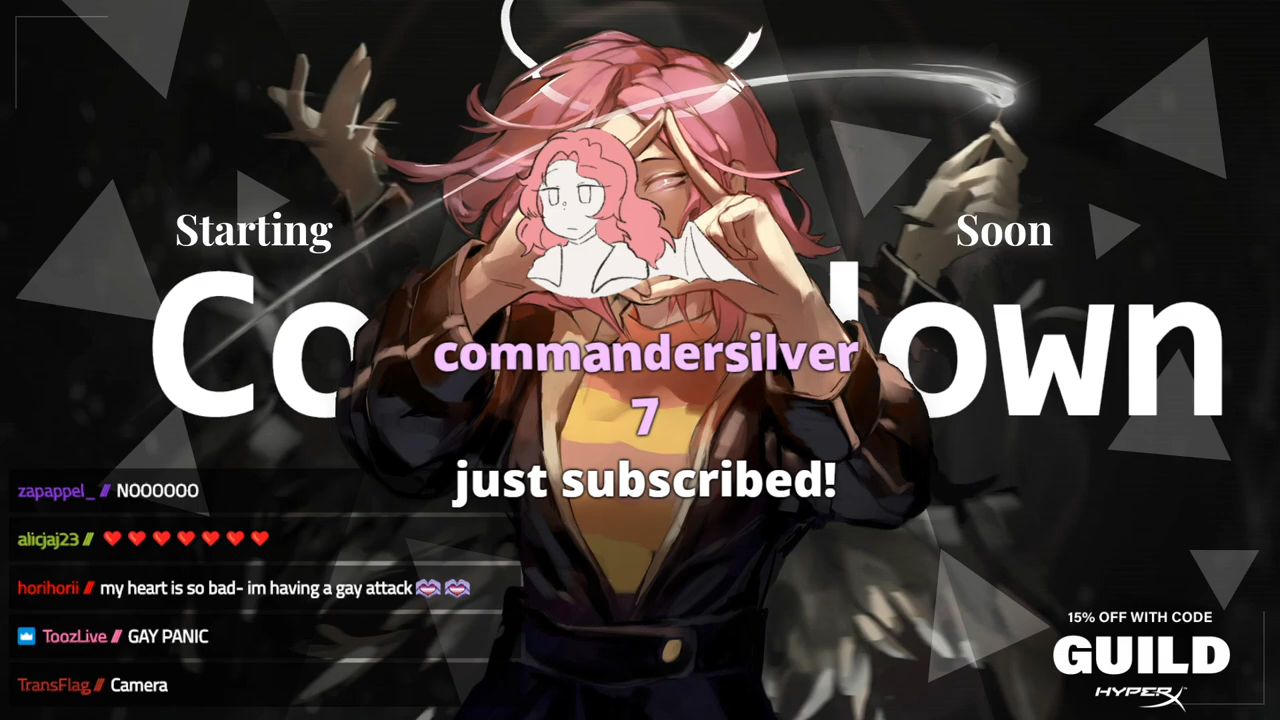 Starting
Soon
Co own
commandersilver
7
just subscribed!
zapappel_ // NOOOOOO
alicjaj23 // ❤️ ❤️ ❤️ ❤️ ❤️ ❤️ ❤️
horihorii // my heart is so bad- im having a gay attack
ToozLive // GAY PANIC
TransFlag // Camera
15% OFF WITH CODE
GUILD
HYPERX